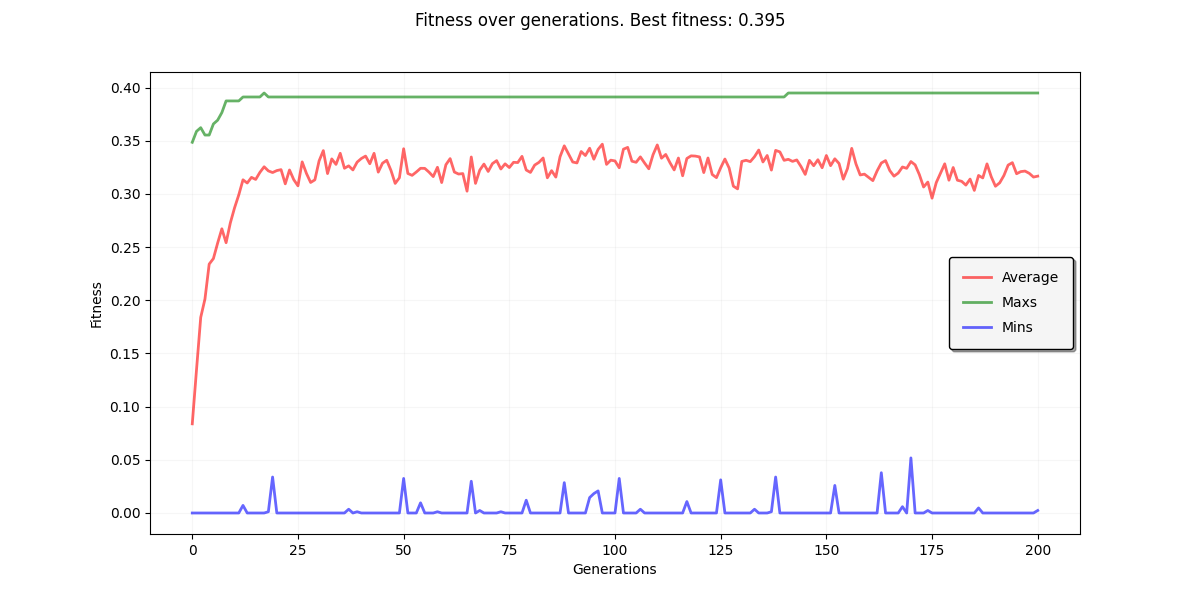 Fitness over generations. Best fitness: 0.395
0.40
0.35
0.30
0.25
0.20
0.15
0.10
0.05
0.00
Fitness
Average
Maxs
Mins
0 25 50 75 100 125 150 175 200
Generations